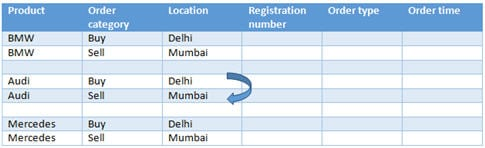 Product Order category Location Registration number Order type Order time
BMW Buy Delhi
BMW Sell Mumbai
Audi Buy Delhi
Audi Sell Mumbai
Mercedes Buy Delhi
Mercedes Sell Mumbai